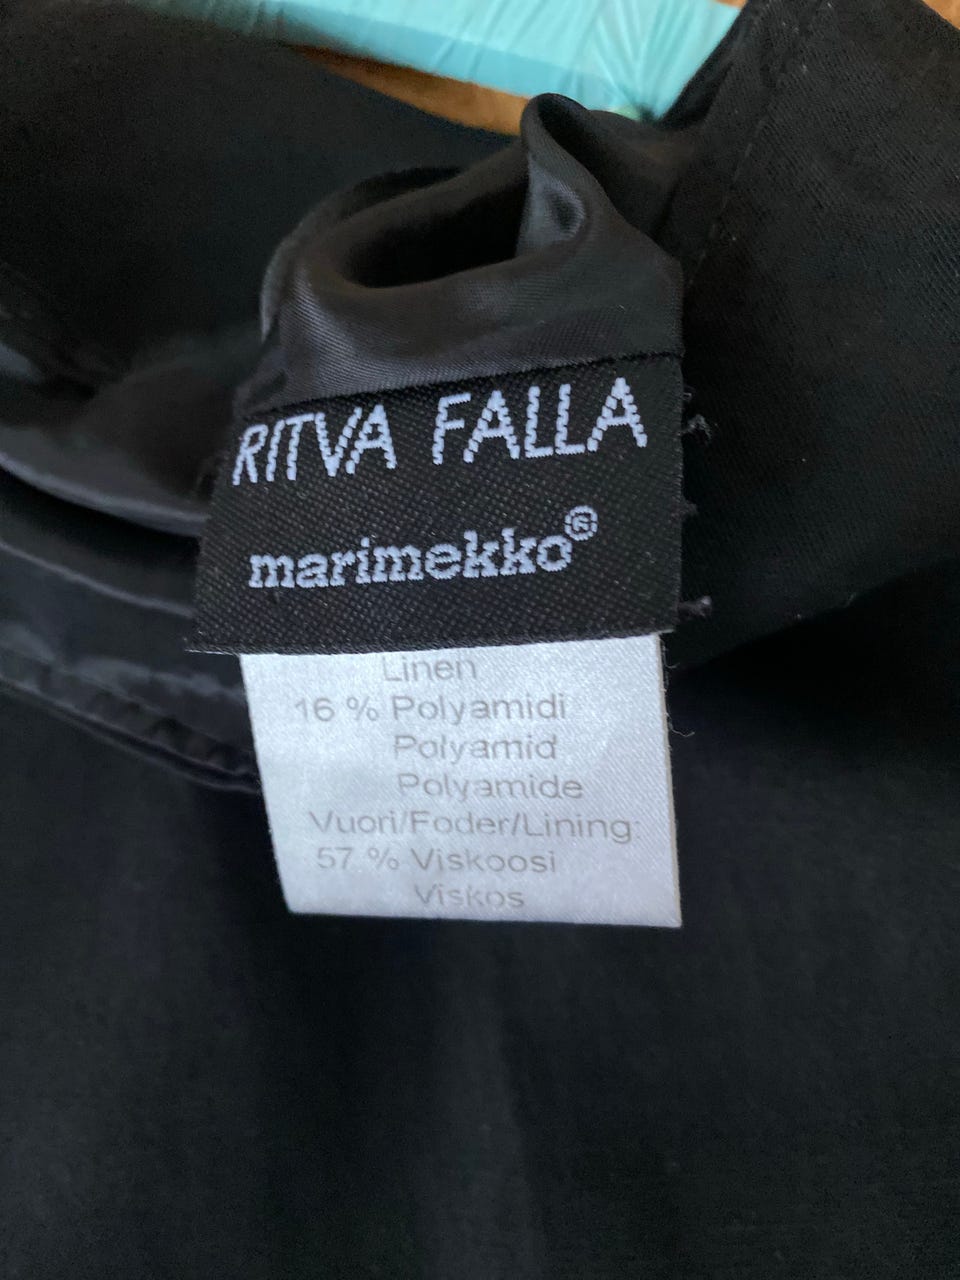 RITVA FALLA
marimekko®
Linen
16 % Polyamidi
Polyamid
Polyamide
Vuori/Foder/Lining:
57 % Viskoosi
Viskos